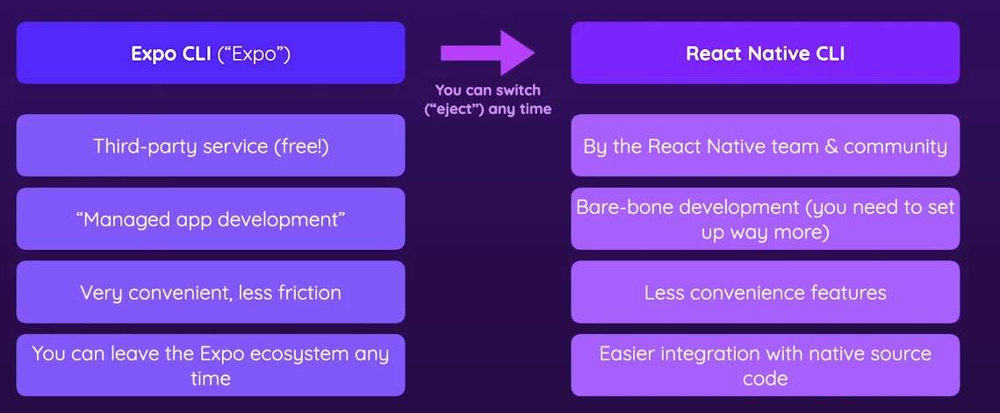 Expo CLI (“Expo”)
You can switch
(“eject”) any time
React Native CLI
Third-party service (free!)
By the React Native team & community
“Managed app development”
Bare-bone development (you need to set
up way more)
Very convenient, less friction
Less convenience features
You can leave the Expo ecosystem any
time
Easier integration with native source
code